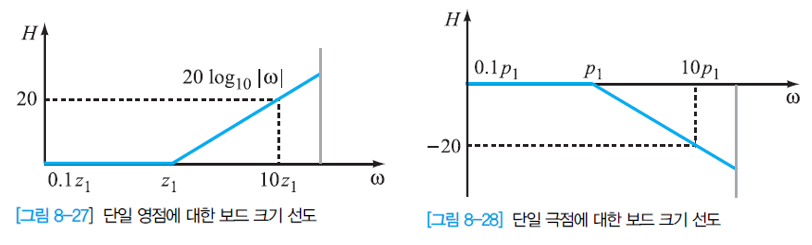 H
20 log₁₀ |ω|
20
0.1z₁ z₁ 10z₁ ω
[그림 8-27] 단일 영점에 대한 보드 크기 선도
H
0.1p₁ p₁ 10p₁
ω
−20
[그림 8-28] 단일 극점에 대한 보드 크기 선도